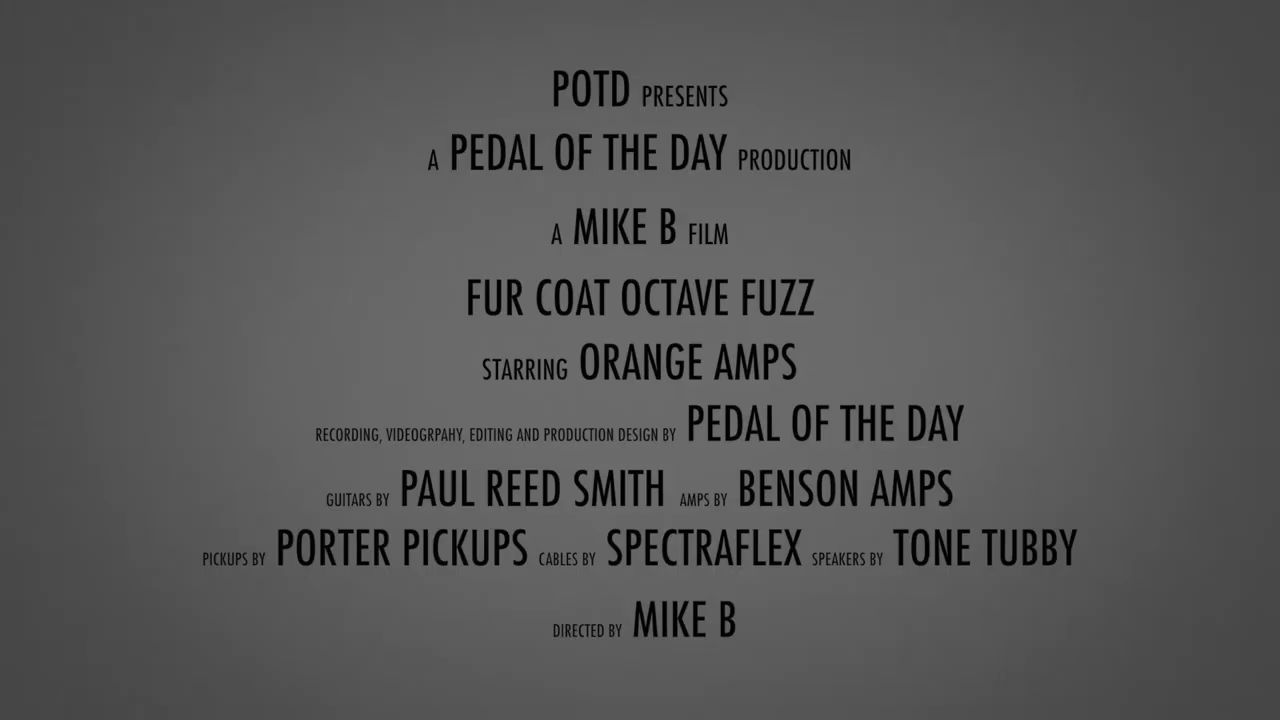 POTD PRESENTS
A PEDAL OF THE DAY PRODUCTION
A MIKE B FILM
FUR COAT OCTAVE FUZZ
STARRING ORANGE AMPS
RECORDING, VIDEOGRPAHY, EDITING AND PRODUCTION DESIGN BY PEDAL OF THE DAY
GUITARS BY PAUL REED SMITH AMPS BY BENSON AMPS
PICKUPS BY PORTER PICKUPS CABLES BY SPECTRAFLEX SPEAKERS BY TONE TUBBY
DIRECTED BY MIKE B